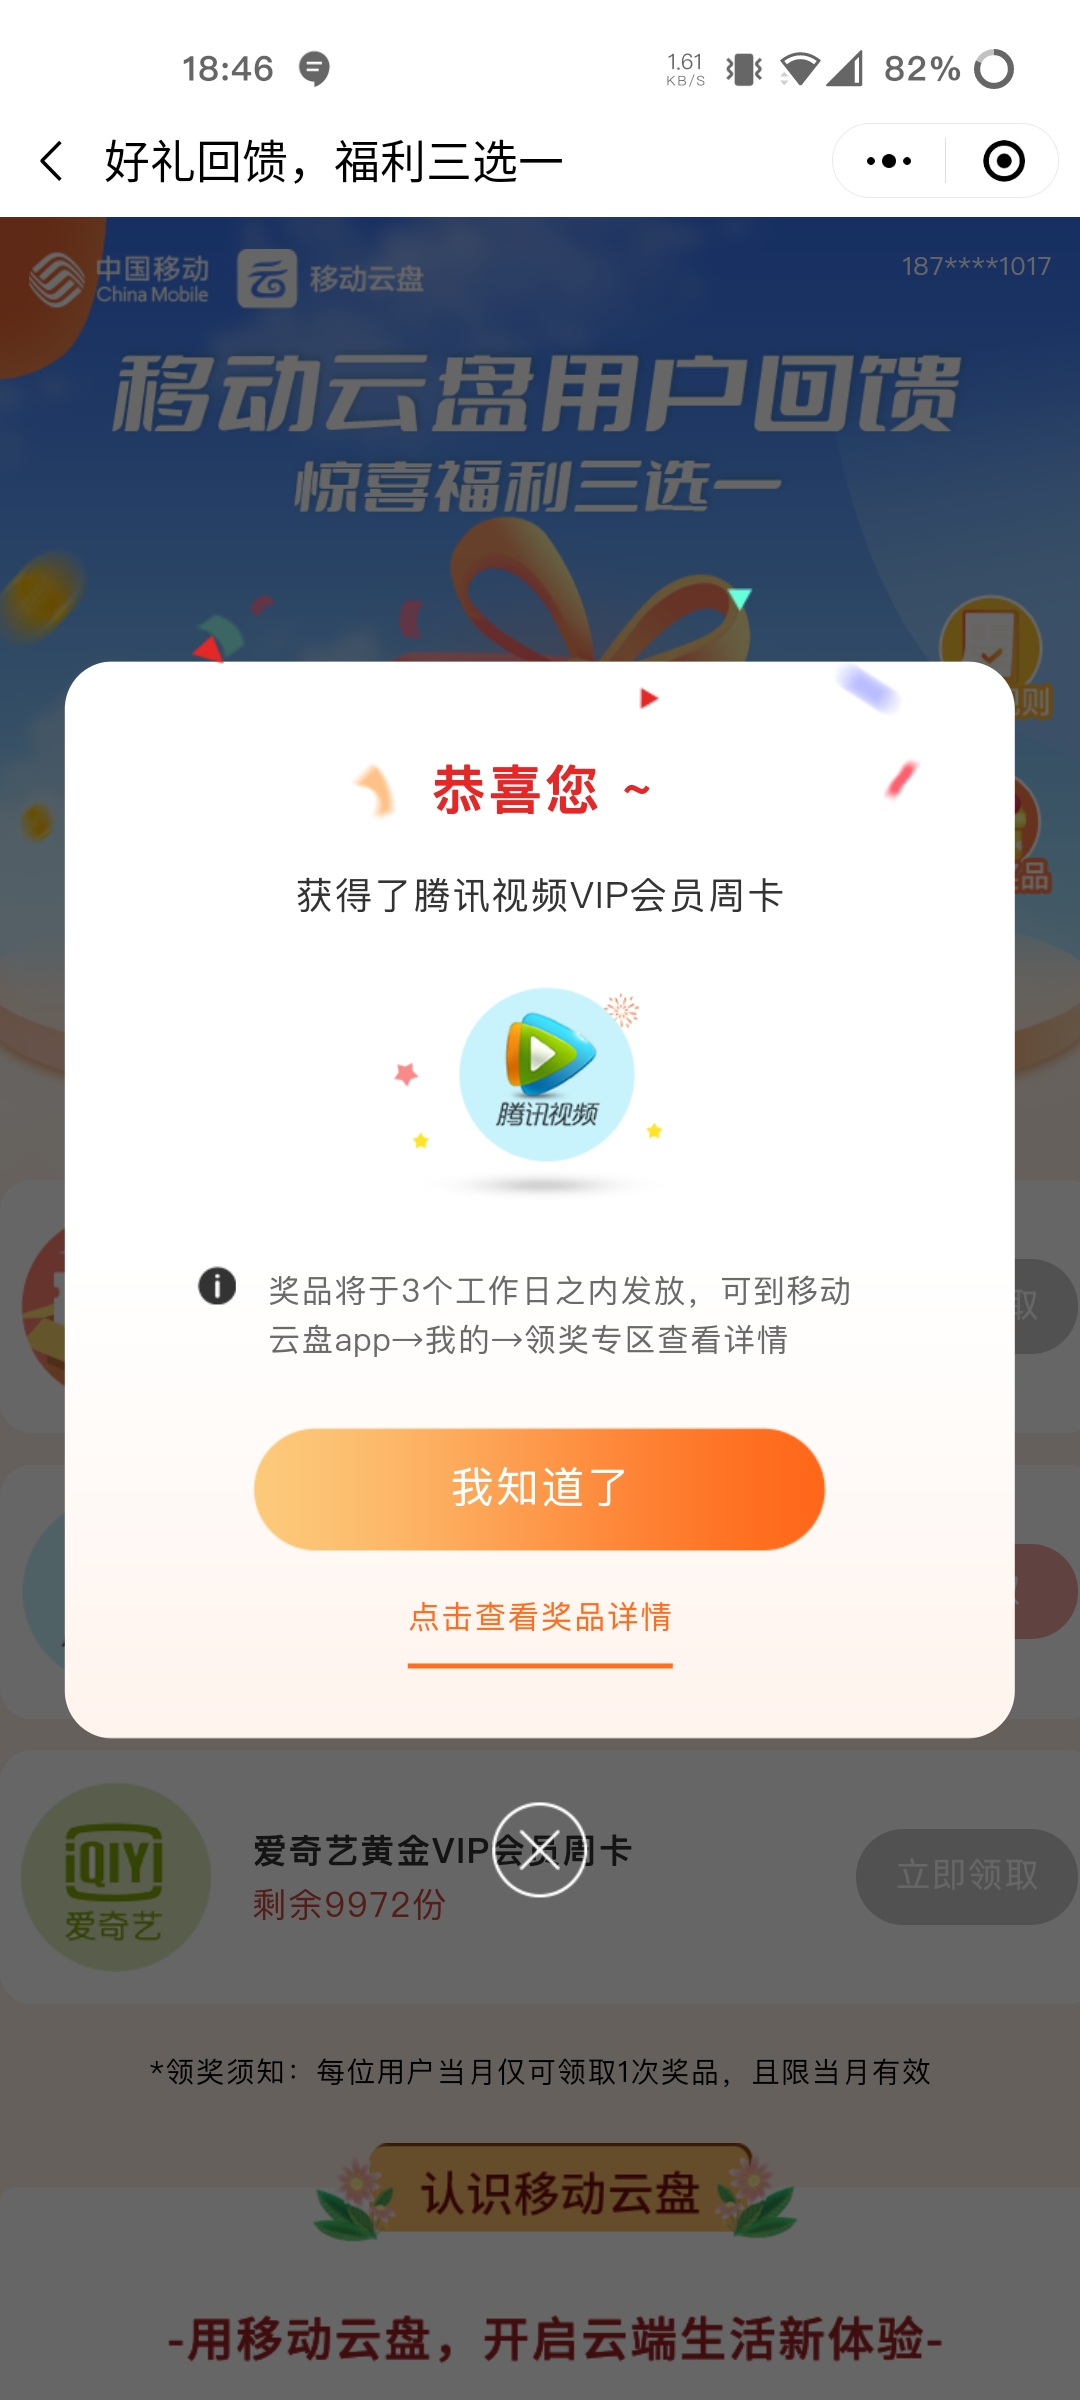 18:46
1.61
KB/S
82%
好礼回馈，福利三选一
中国移动
China Mobile
移动云盘
187****1017
移动云盘用户回馈
惊喜福利三选一
则
品
恭喜您 ~
获得了腾讯视频VIP会员周卡
腾讯视频
奖品将于3个工作日之内发放，可到移动
云盘app→我的→领奖专区查看详情
取
我知道了
点击查看奖品详情
iQIYI
爱奇艺
爱奇艺黄金VIP会员周卡
剩余9972份
立即领取
*领奖须知：每位用户当月仅可领取1次奖品，且限当月有效
认识移动云盘
-用移动云盘，开启云端生活新体验-